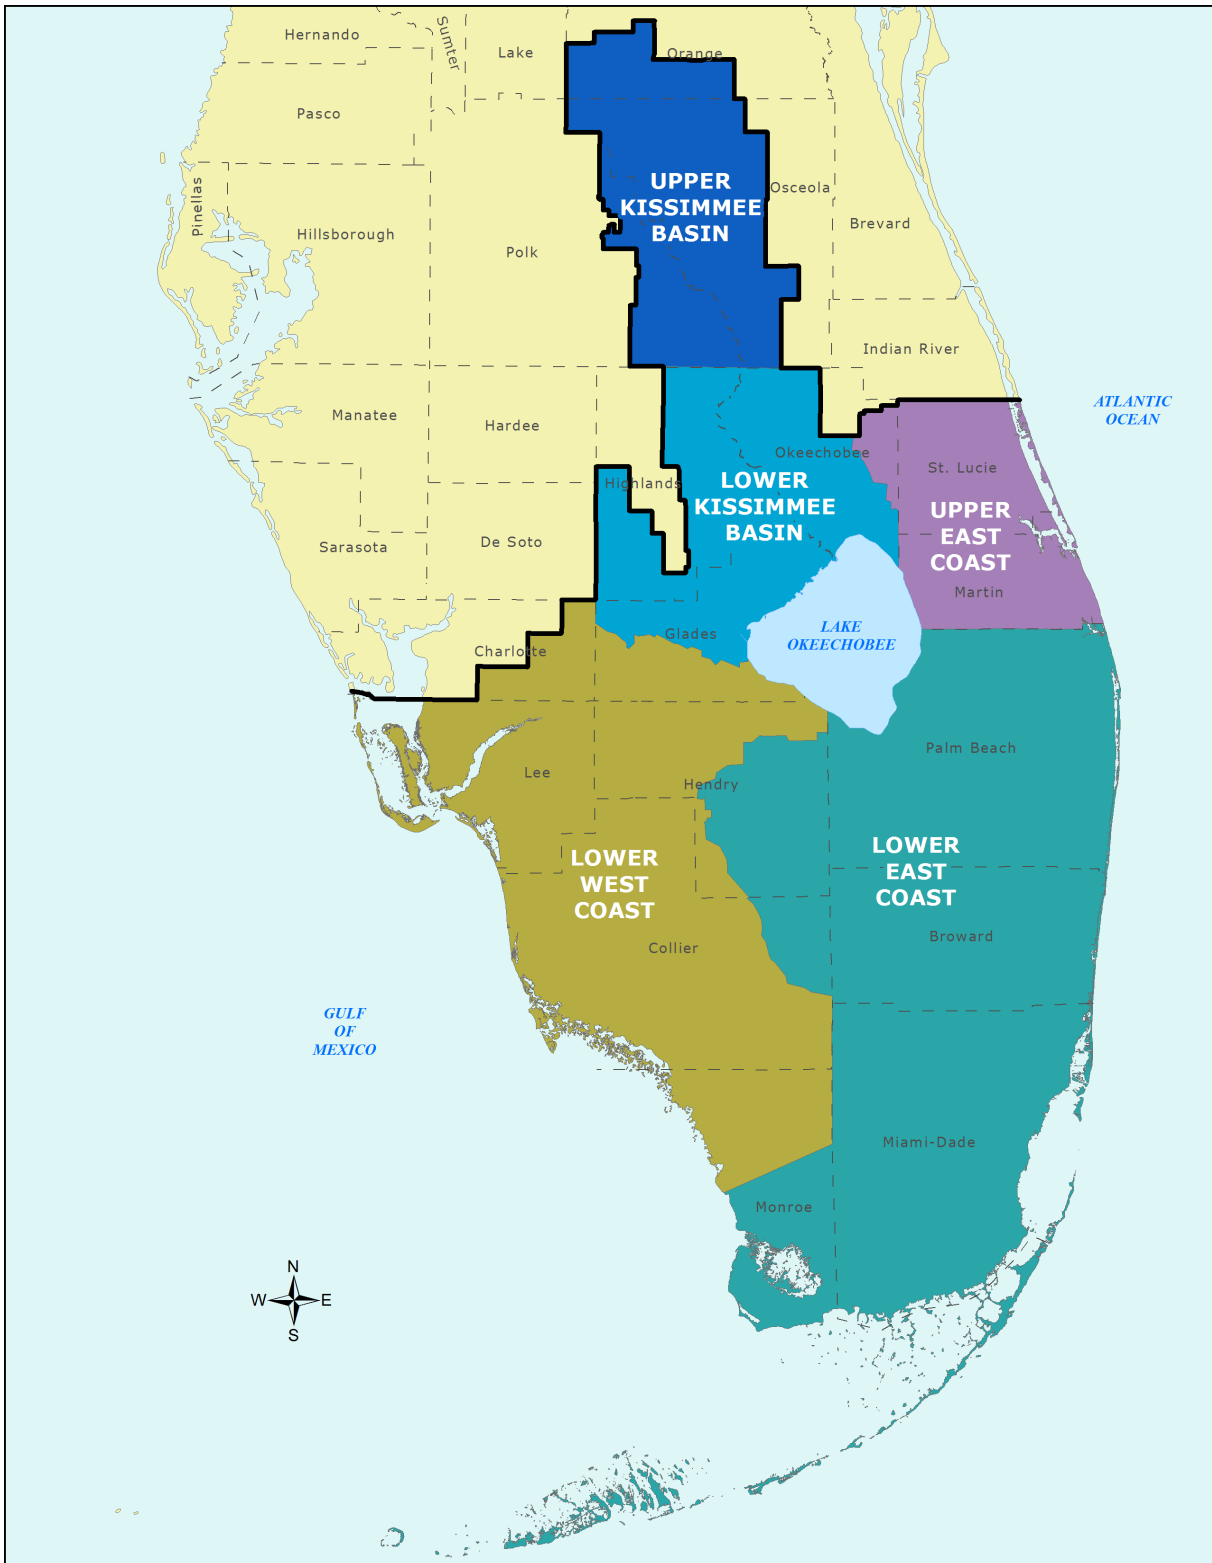 Hernando
Sumter
Lake
Orange
Pasco
UPPER
KISSIMMEE
BASIN
Pinellas
Osceola
Brevard
Hillsborough
Polk
Indian River
ATLANTIC
OCEAN
Manatee
Hardee
Okeechobee
St. Lucie
Highlands
LOWER
KISSIMMEE
BASIN
UPPER
EAST
COAST
Sarasota
De Soto
Martin
LAKE
OKEECHOBEE
Glades
Charlotte
Palm Beach
Lee
Hendry
LOWER
WEST
COAST
LOWER
EAST
COAST
Broward
Collier
GULF
OF
MEXICO
Miami-Dade
Monroe
N
W
E
S